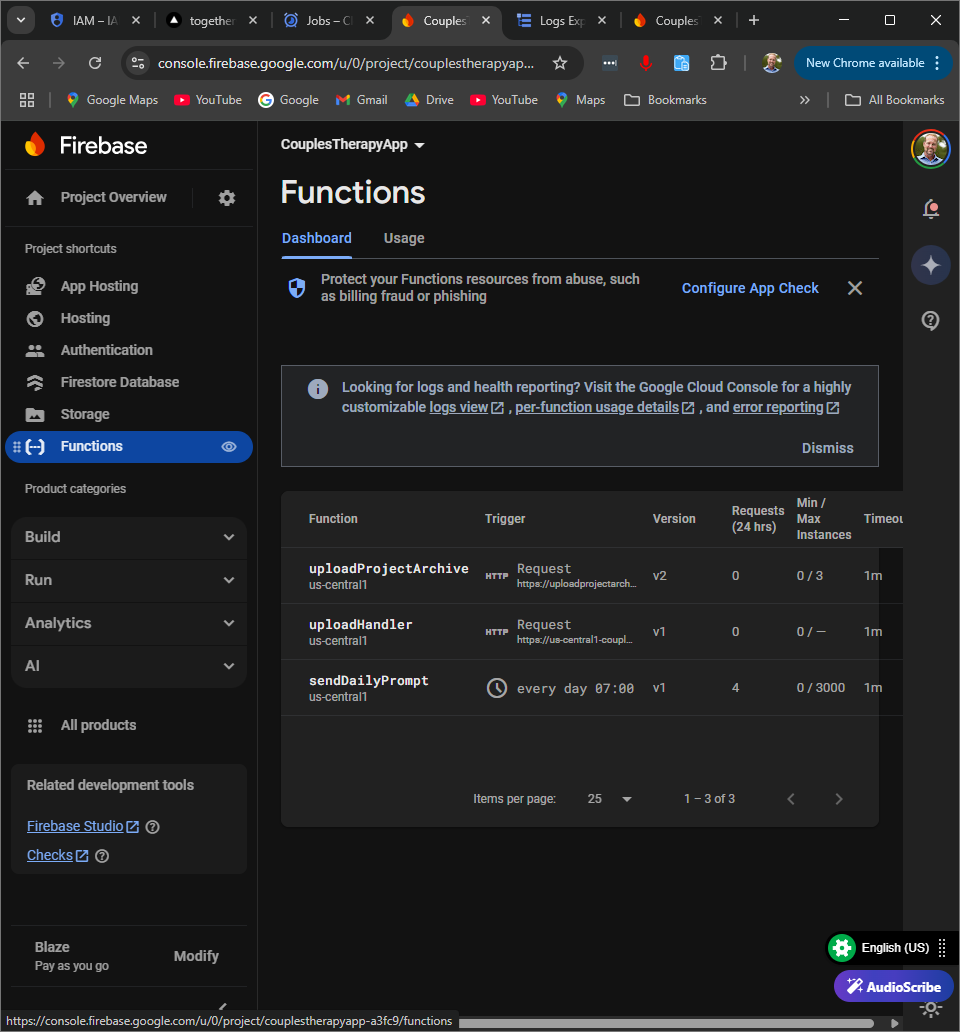 IAM – IA
together
Jobs – Cl
Couples'
Logs Exp
Couples'
console.firebase.google.com/u/0/project/couplestherapyap...
New Chrome available
Google Maps
YouTube
Google
Gmail
Drive
YouTube
Maps
Bookmarks
All Bookmarks
Firebase
Project Overview
Project shortcuts
App Hosting
Hosting
Authentication
Firestore Database
Storage
Functions
Product categories
Build
Run
Analytics
AI
All products
Related development tools
Firebase Studio
Checks
Blaze
Pay as you go
Modify
CouplesTherapyApp
Functions
Dashboard Usage
Protect your Functions resources from abuse, such
as billing fraud or phishing
Configure App Check
Looking for logs and health reporting? Visit the Google Cloud Console for a highly
customizable logs view , per-function usage details , and error reporting
Dismiss
Function Trigger Version Requests (24 hrs) Min / Max Instances Timeou
uploadProjectArchive HTTP Request v2 0 0 / 3 1m
us-central1 https://uploadprojectarch...
uploadHandler HTTP Request v1 0 0 / — 1m
us-central1 https://us-central1-coupl...
sendDailyPrompt every day 07:00 v1 4 0 / 3000 1m
us-central1
Items per page: 25 1 – 3 of 3
English (US)
AudioScribe
https://console.firebase.google.com/u/0/project/couplestherapyapp-a3fc9/functions